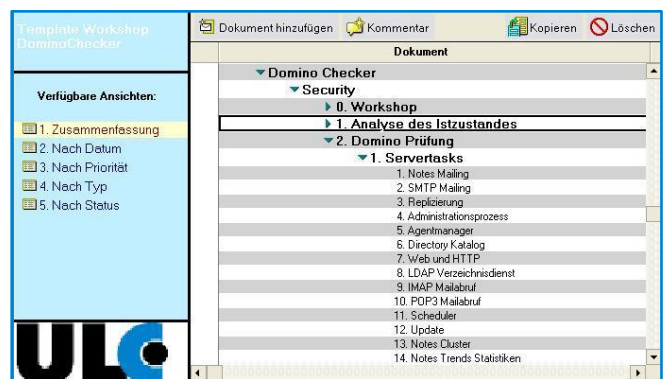 Template Workshop
DominoChecker
Verfügbare Ansichten:
1. Zusammenfassung
2. Nach Datum
3. Nach Priorität
4. Nach Typ
5. Nach Status
ULC
Dokument hinzufügen Kommentar Kopieren Löschen
Dokument
Domino Checker
Security
0. Workshop
1. Analyse des Istzustandes
2. Domino Prüfung
1. Servertasks
1. Notes Mailing
2. SMTP Mailing
3. Replizierung
4. Administrationsprozess
5. Agentmanager
6. Directory Katalog
7. Web und HTTP
8. LDAP Verzeichnisdienst
9. IMAP Mailabruf
10. POP3 Mailabruf
11. Scheduler
12. Update
13. Notes Cluster
14. Notes Trends Statistiken